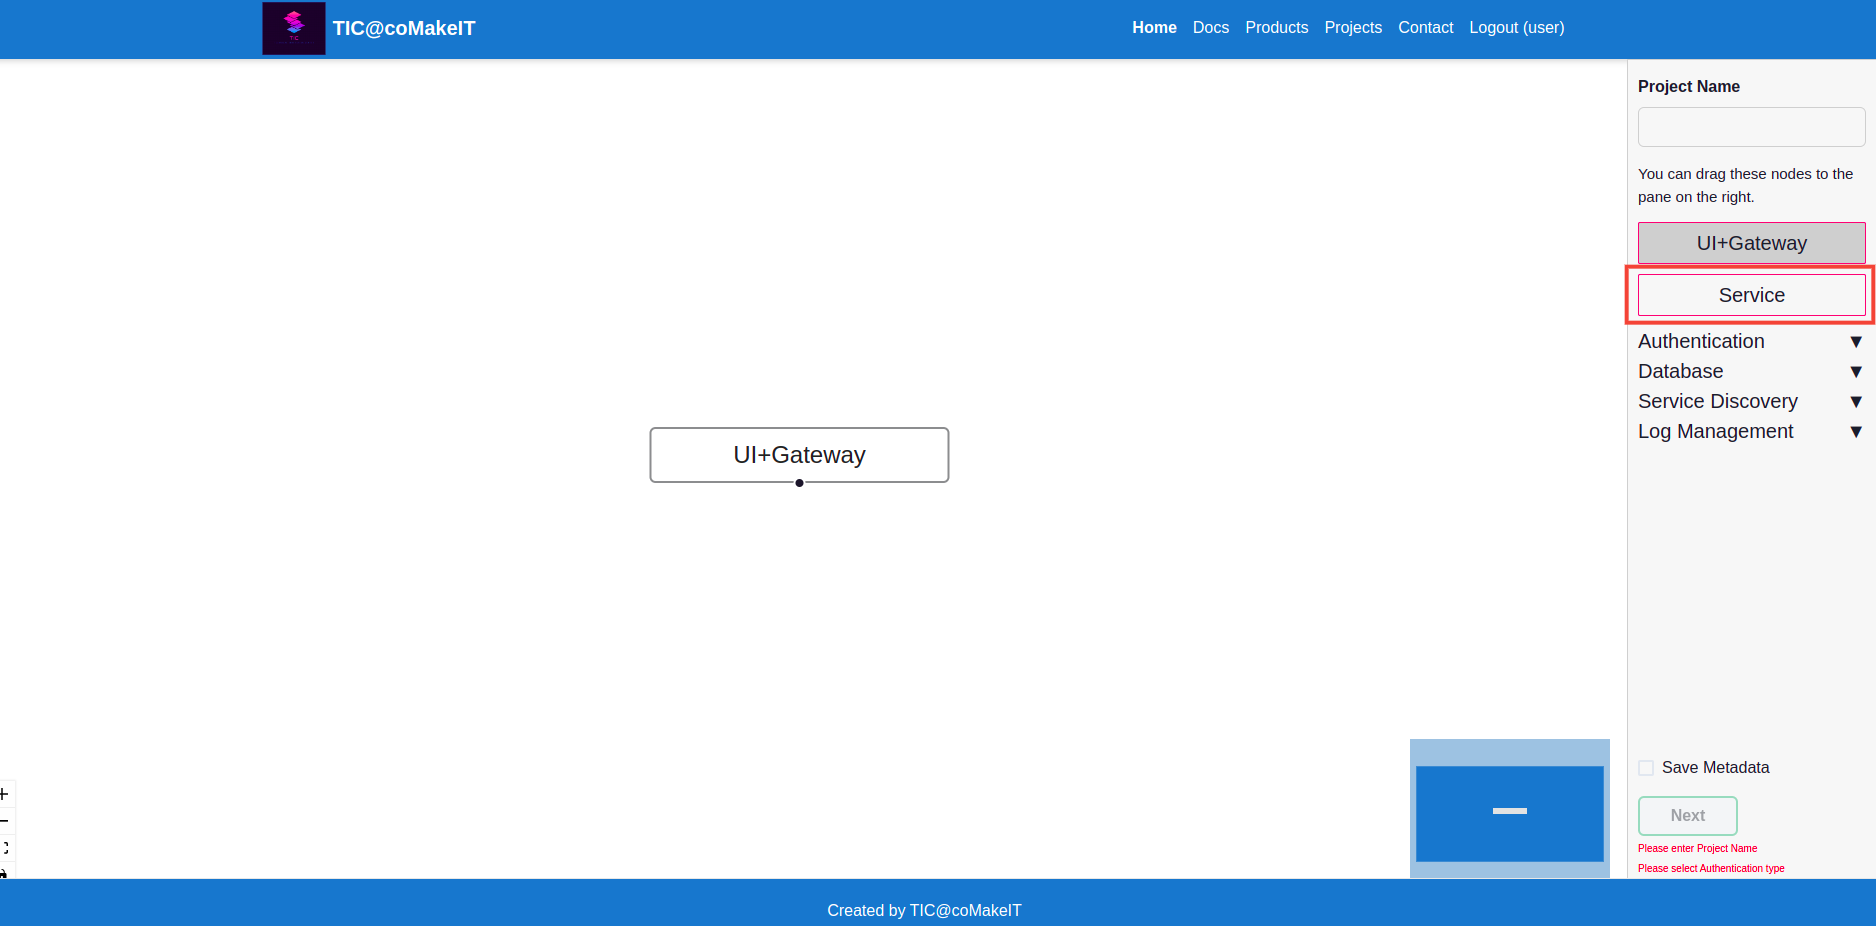 TIC
TIC@coMakeIT
Home Docs Products Projects Contact Logout (user)
Project Name
You can drag these nodes to the
pane on the right.
UI+Gateway
Service
Authentication ▼
Database ▼
Service Discovery ▼
Log Management ▼
UI+Gateway
Save Metadata
Next
Please enter Project Name
Please select Authentication type
Created by TIC@coMakeIT